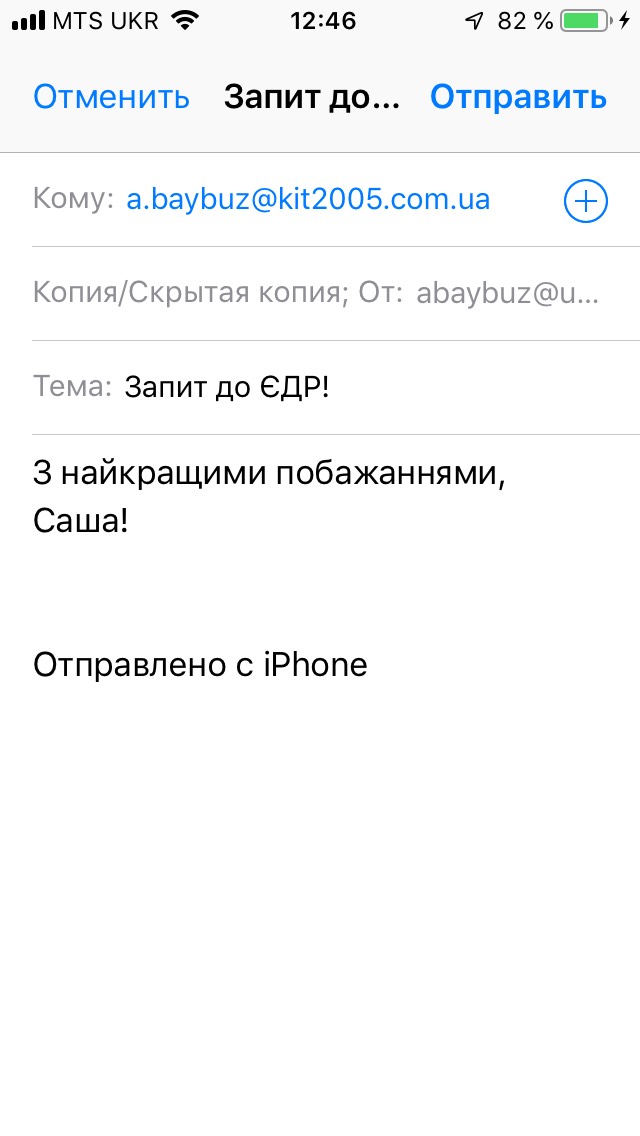 MTS UKR 12:46 82 %
Отменить Запит до... Отправить
Кому: a.baybuz@kit2005.com.ua
Копия/Скрытая копия; От: abaybuz@u...
Тема: Запит до ЄДР!
З найкращими побажаннями,
Саша!
Отправлено с iPhone